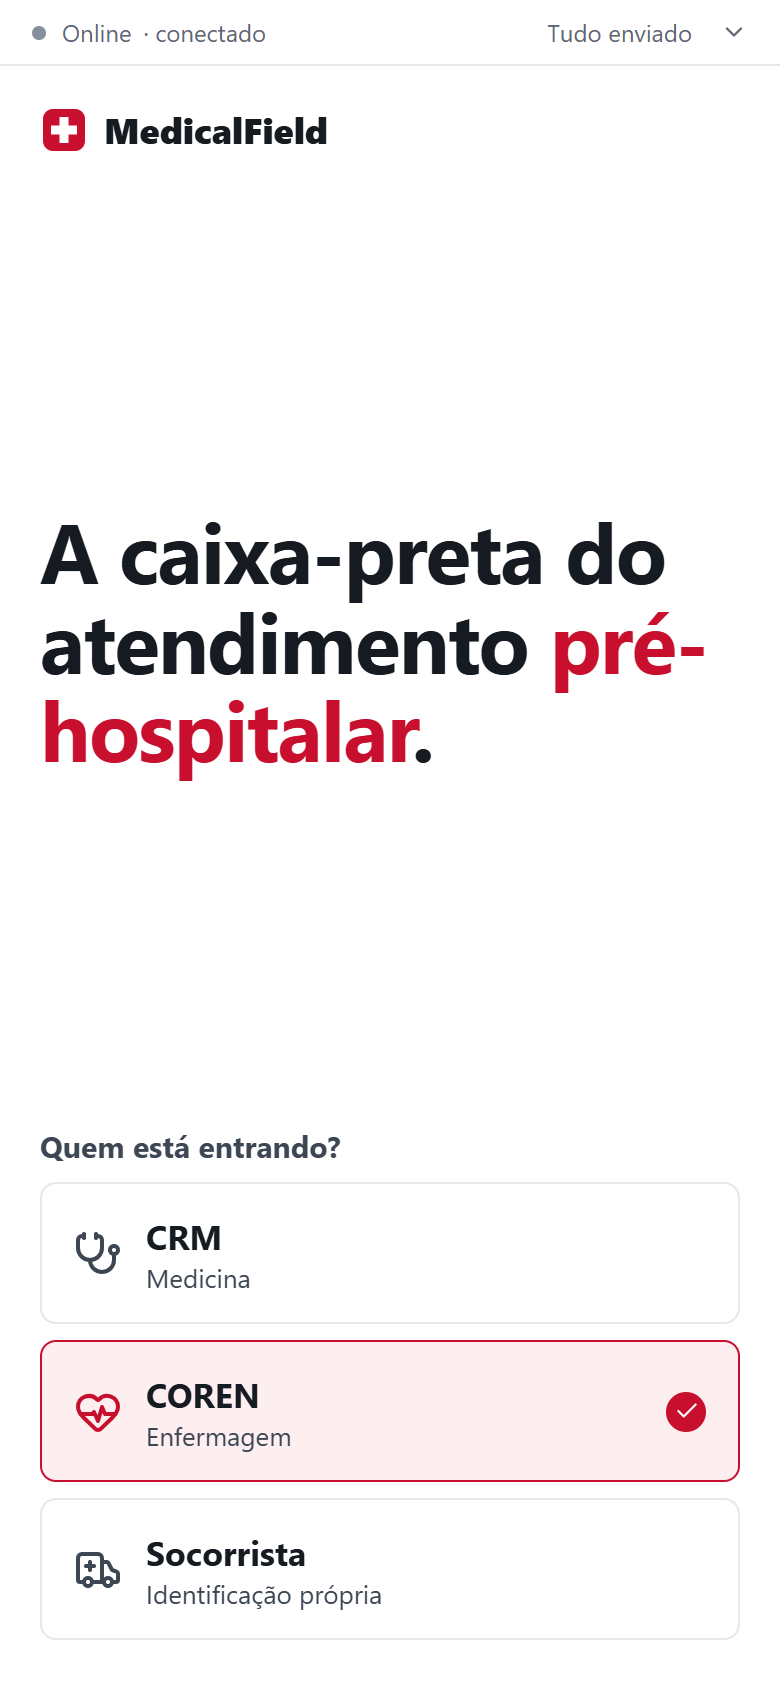 Online · conectado
Tudo enviado
MedicalField
A caixa-preta do
atendimento pré-
hospitalar.
Quem está entrando?
CRM
Medicina
COREN
Enfermagem
Socorrista
Identificação própria